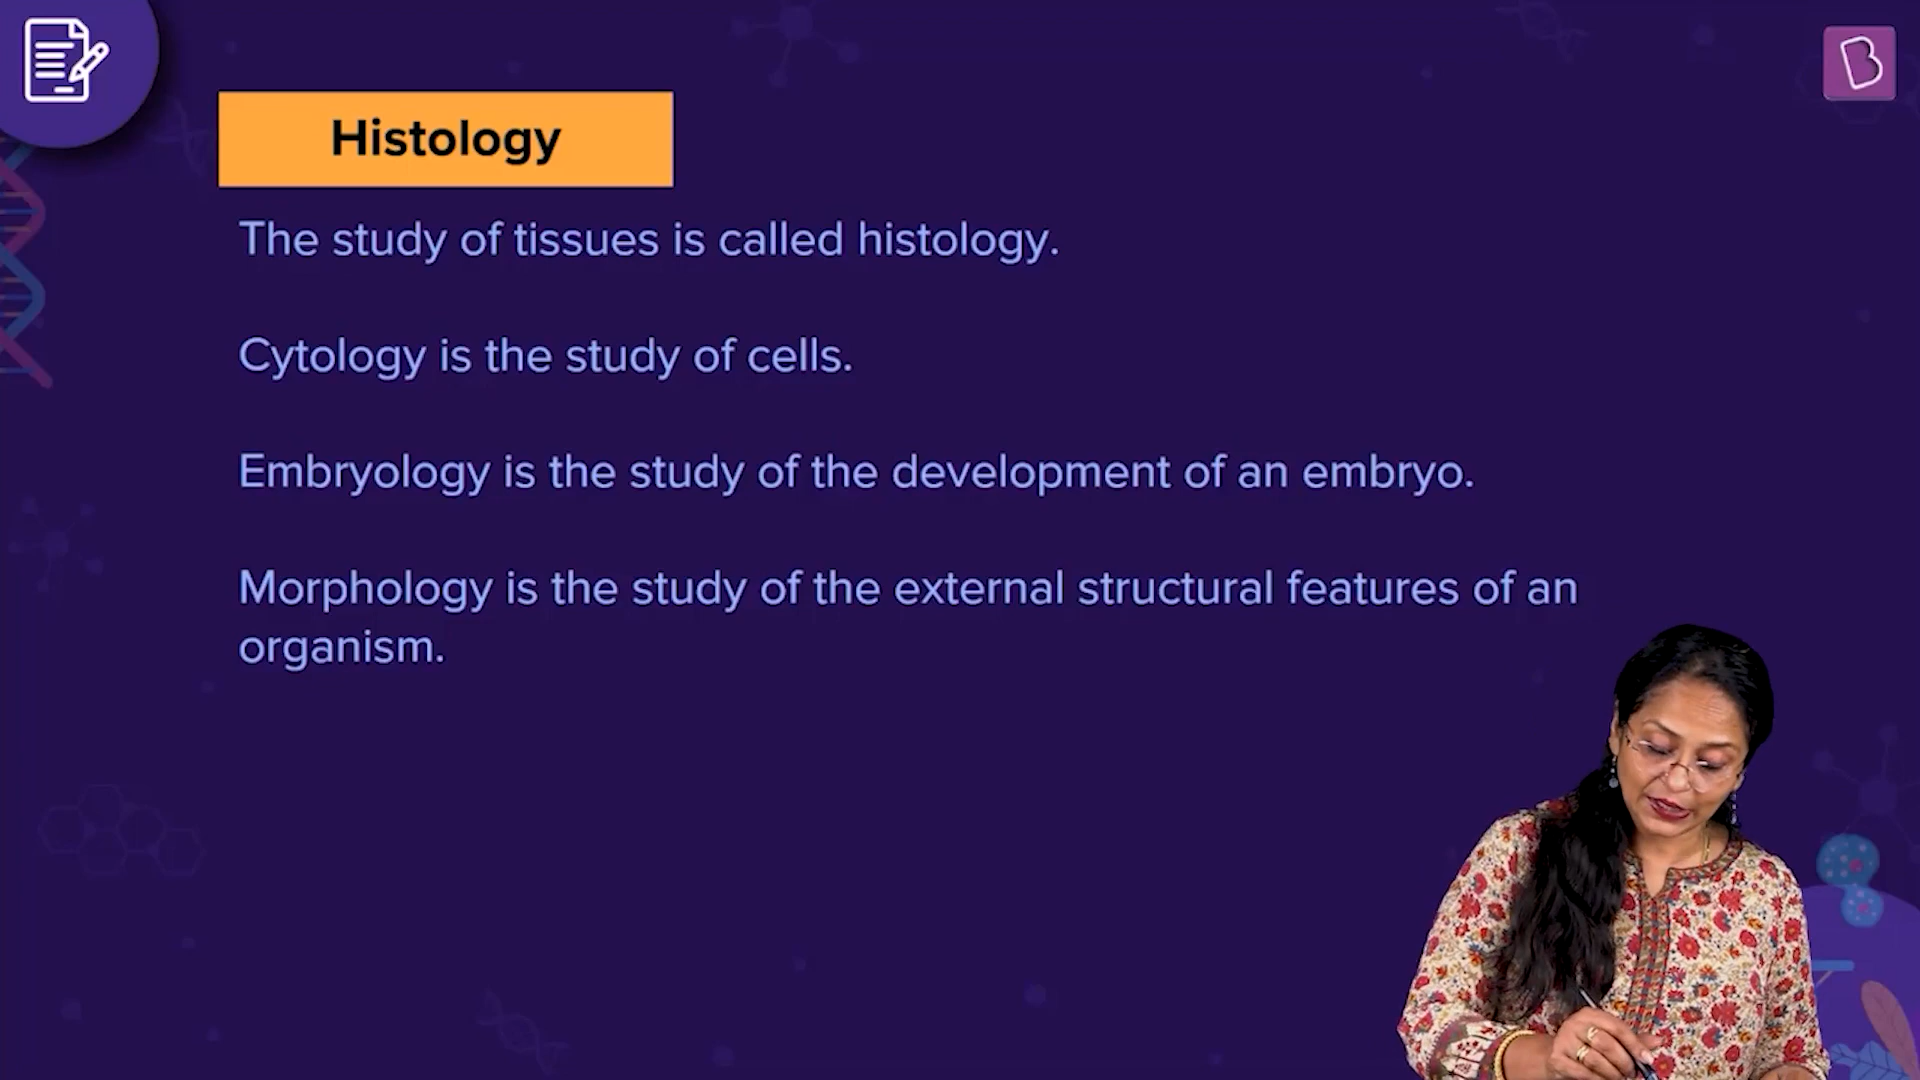 Histology
The study of tissues is called histology.
Cytology is the study of cells.
Embryology is the study of the development of an embryo.
Morphology is the study of the external structural features of an
organism.